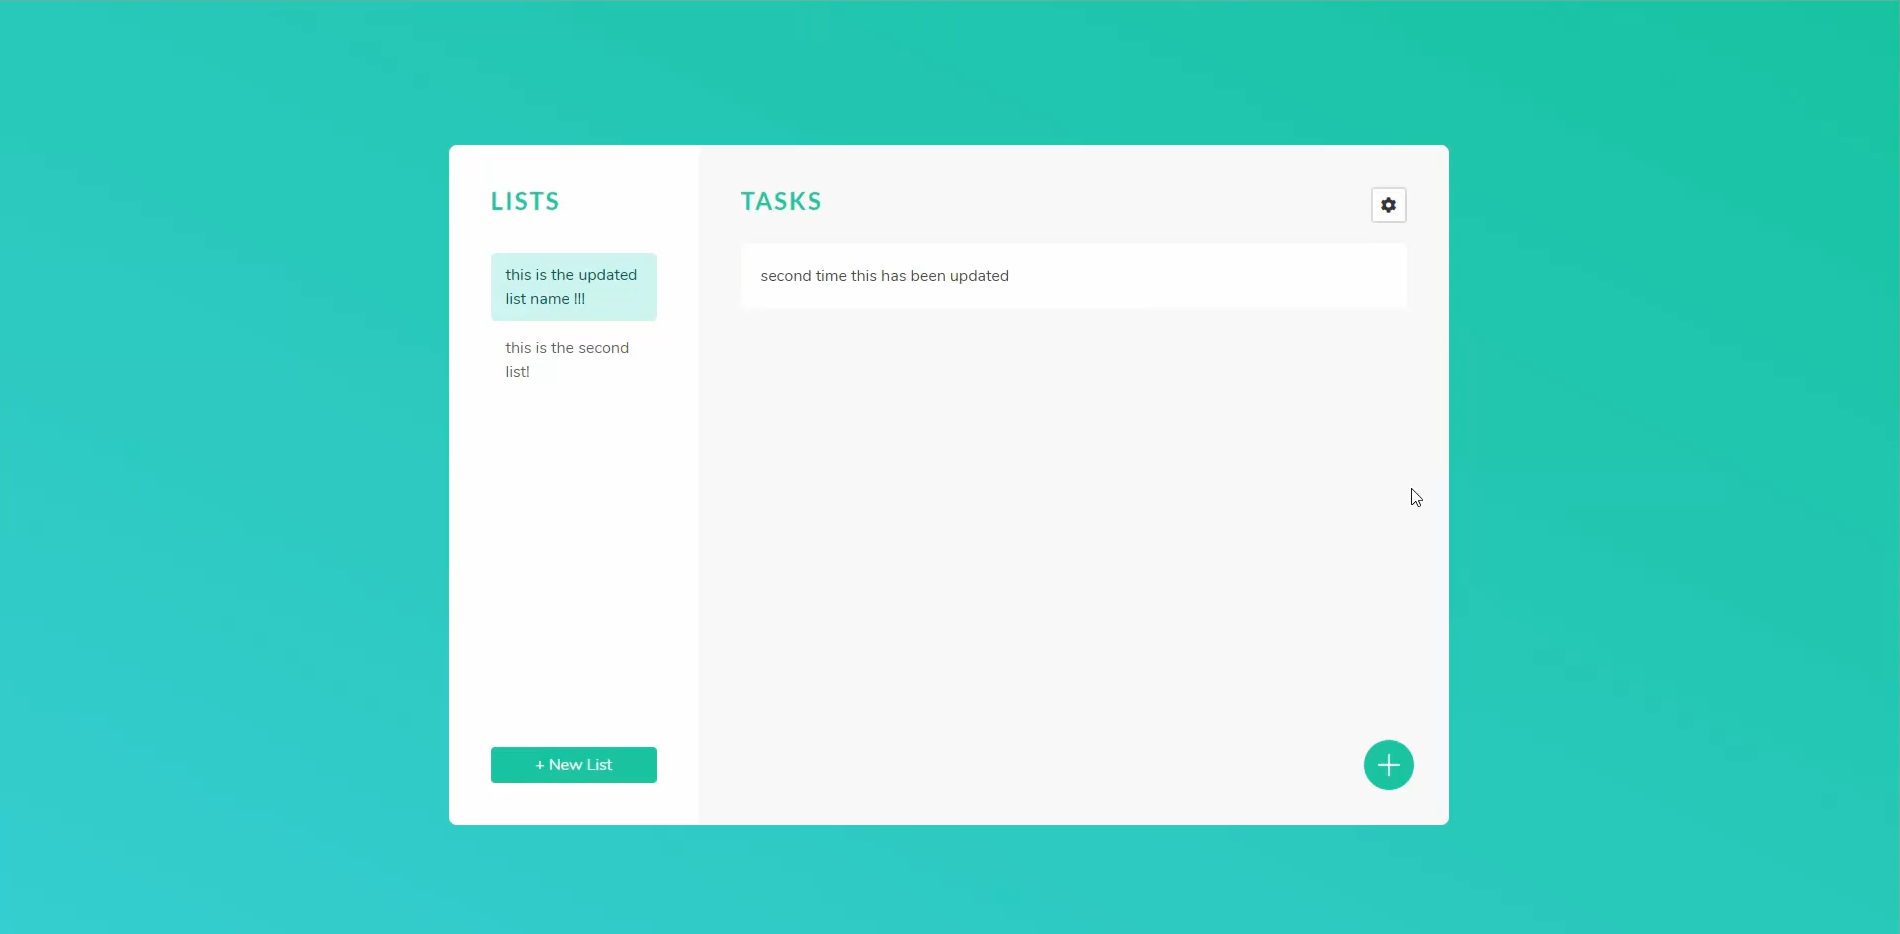 LISTS
this is the updated
list name !!!
this is the second
list!
+ New List
TASKS
second time this has been updated